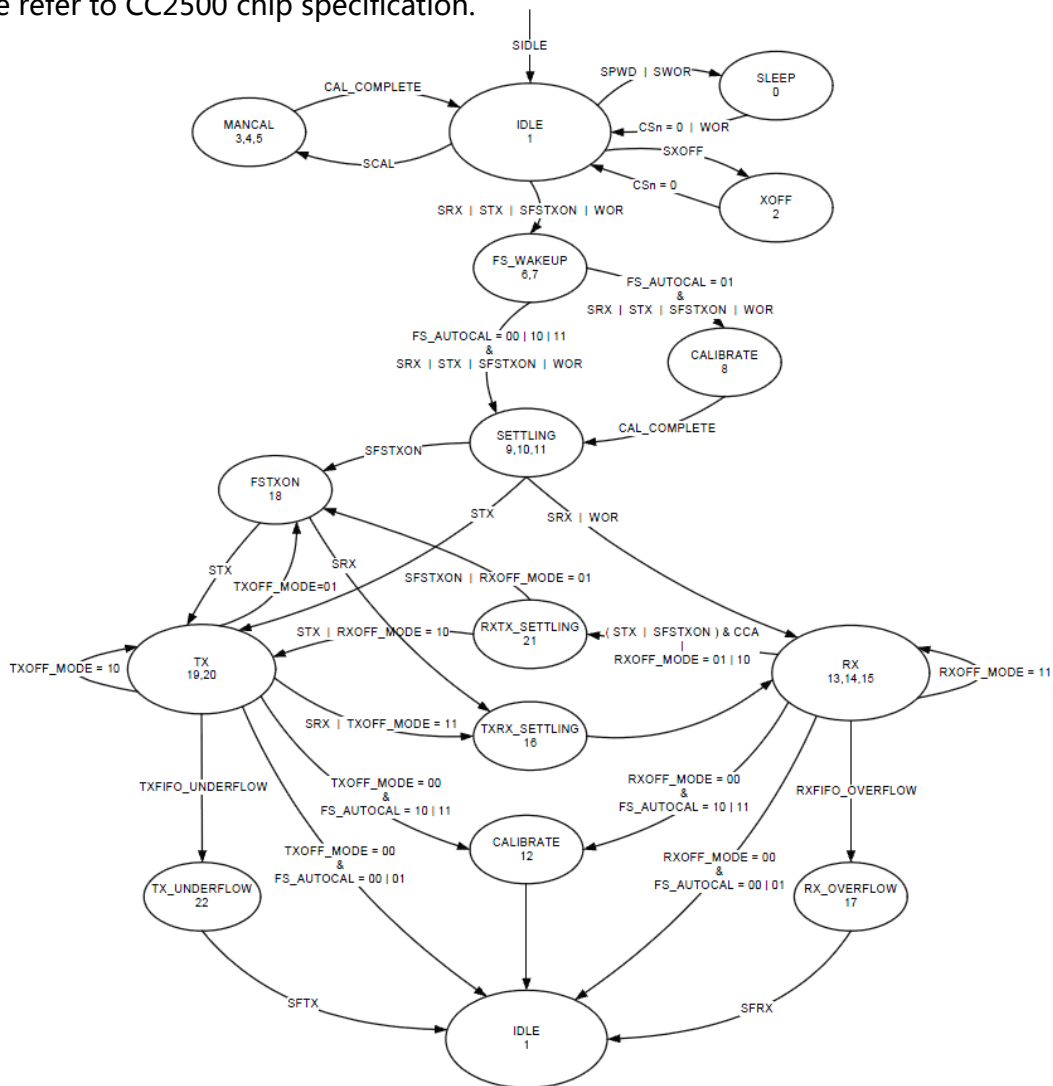 e refer to CC2500 chip specification.
SIDLE
SPWD | SWOR
SLEEP
0
CAL_COMPLETE
MANCAL
3,4,5
IDLE
1
CSn = 0 | WOR
SCAL
SXOFF
CSn = 0
XOFF
2
SRX | STX | SFSTXON | WOR
FS_WAKEUP
6,7
FS_AUTOCAL = 01
&
SRX | STX | SFSTXON | WOR
FS_AUTOCAL = 00 | 10 | 11
&
SRX | STX | SFSTXON | WOR
CALIBRATE
8
CAL_COMPLETE
SETTLING
9,10,11
SFSTXON
FSTXON
18
STX
SRX | WOR
STX
SRX
TXOFF_MODE=01
SFSTXON | RXOFF_MODE = 01
RXTX_SETTLING
21
STX | RXOFF_MODE = 10
( STX | SFSTXON ) & CCA
|
RXOFF_MODE = 01 | 10
TXOFF_MODE = 10
TX
19,20
RX
13,14,15
RXOFF_MODE = 11
SRX | TXOFF_MODE = 11
TXRX_SETTLING
16
TXFIFO_UNDERFLOW
TXOFF_MODE = 00
&
FS_AUTOCAL = 10 | 11
RXOFF_MODE = 00
&
FS_AUTOCAL = 10 | 11
RXFIFO_OVERFLOW
CALIBRATE
12
TXOFF_MODE = 00
&
FS_AUTOCAL = 00 | 01
RXOFF_MODE = 00
&
FS_AUTOCAL = 00 | 01
TX_UNDERFLOW
22
RX_OVERFLOW
17
SFTX
SFRX
IDLE
1